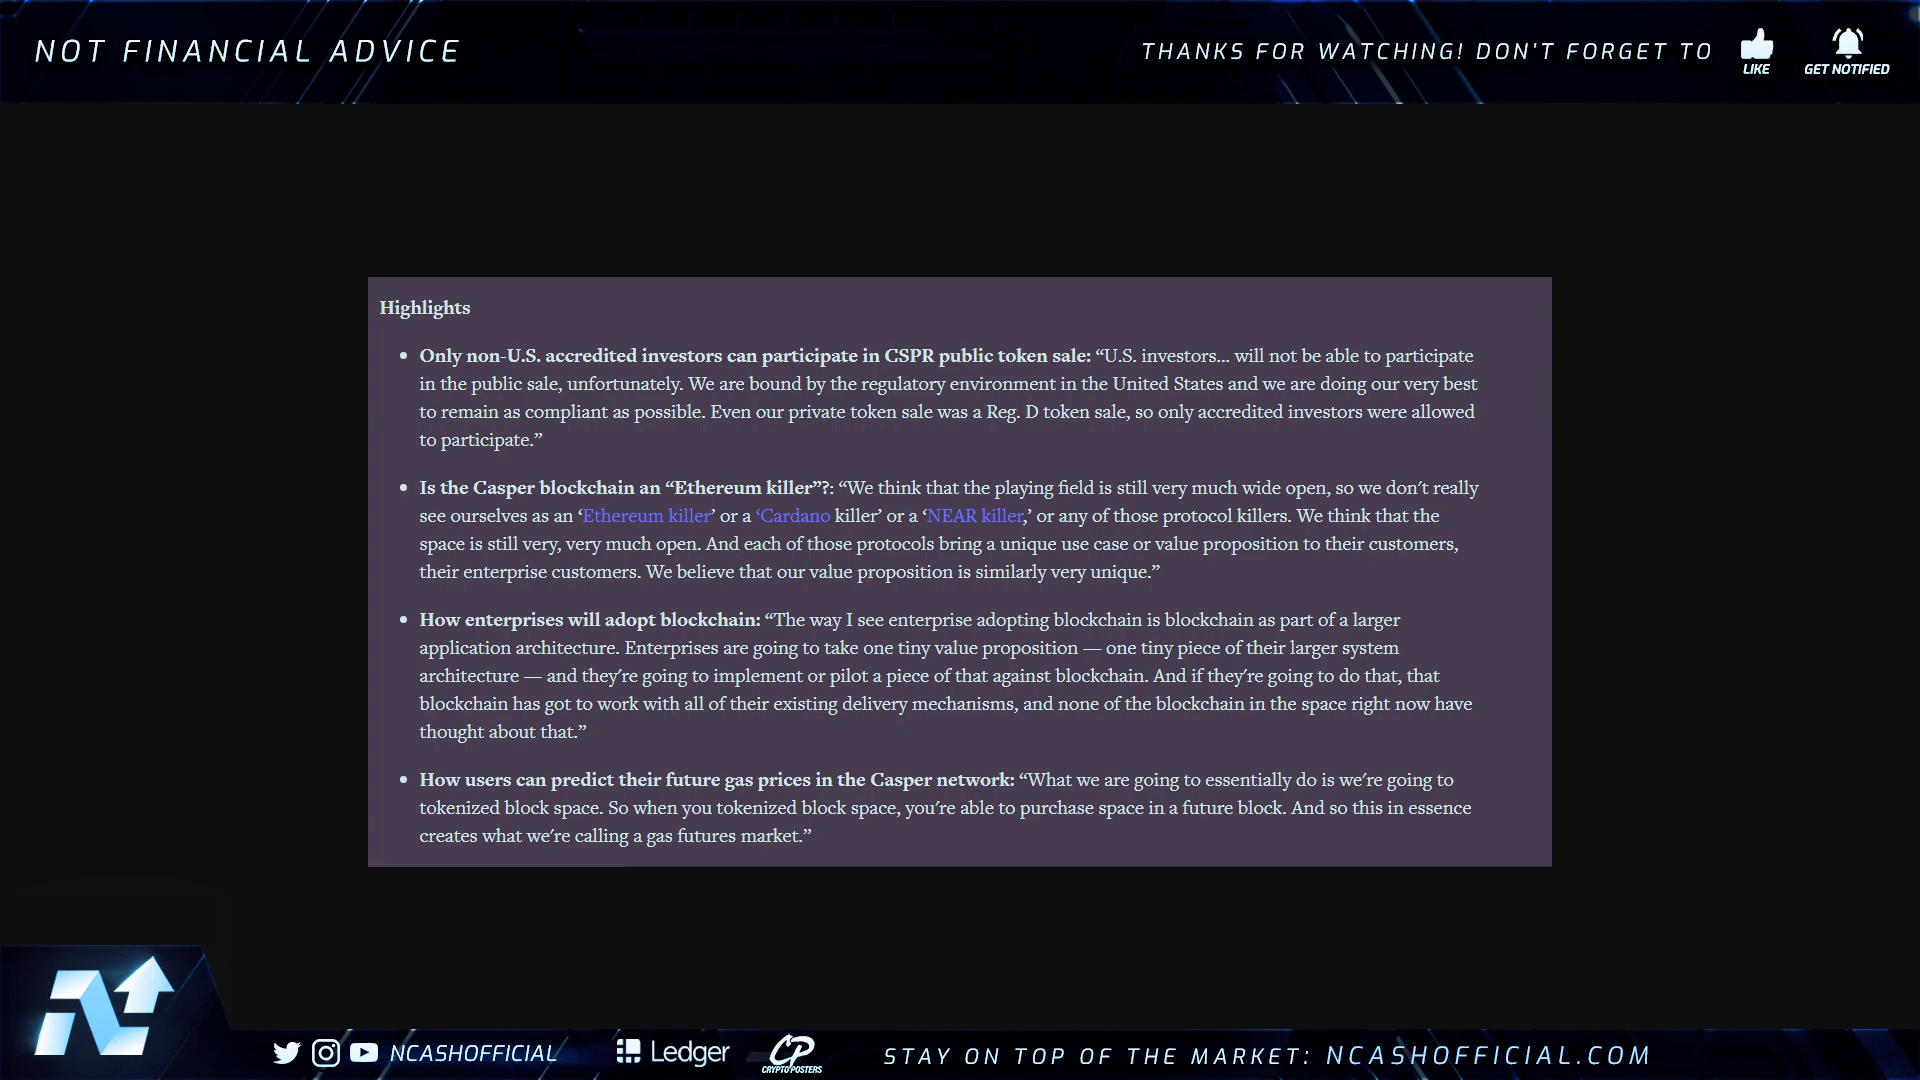 NOT FINANCIAL ADVICE
THANKS FOR WATCHING! DON'T FORGET TO
LIKE
GET NOTIFIED
Highlights
Only non-U.S. accredited investors can participate in CSPR public token sale: “U.S. investors... will not be able to participate
in the public sale, unfortunately. We are bound by the regulatory environment in the United States and we are doing our very best
to remain as compliant as possible. Even our private token sale was a Reg. D token sale, so only accredited investors were allowed
to participate.”
Is the Casper blockchain an “Ethereum killer”?: “We think that the playing field is still very much wide open, so we don't really
see ourselves as an ‘Ethereum killer’ or a ‘Cardano killer’ or a ‘NEAR killer,’ or any of those protocol killers. We think that the
space is still very, very much open. And each of those protocols bring a unique use case or value proposition to their customers,
their enterprise customers. We believe that our value proposition is similarly very unique.”
How enterprises will adopt blockchain: “The way I see enterprise adopting blockchain is blockchain as part of a larger
application architecture. Enterprises are going to take one tiny value proposition — one tiny piece of their larger system
architecture — and they're going to implement or pilot a piece of that against blockchain. And if they're going to do that, that
blockchain has got to work with all of their existing delivery mechanisms, and none of the blockchain in the space right now have
thought about that.”
How users can predict their future gas prices in the Casper network: “What we are going to essentially do is we're going to
tokenized block space. So when you tokenized block space, you're able to purchase space in a future block. And so this in essence
creates what we're calling a gas futures market.”
NCASHOFFICIAL
Ledger
CP
CRYPTO POSTERS
STAY ON TOP OF THE MARKET: NCASHOFFICIAL.COM